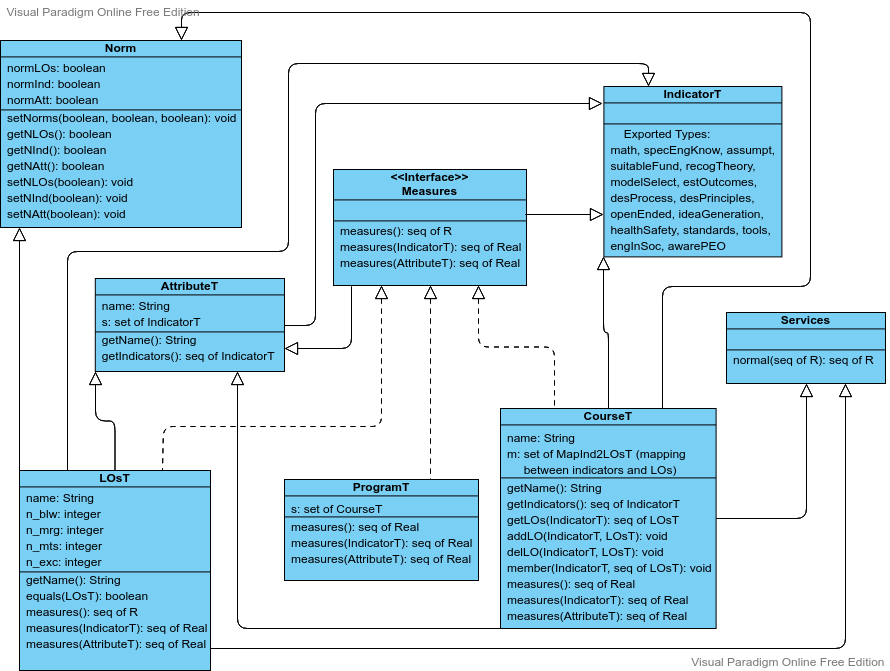 Visual Paradigm Online Free Edition
Norm
normLOs: boolean
normInd: boolean
normAtt: boolean
setNorms(boolean, boolean, boolean): void
getNLOs(): boolean
getNInd(): boolean
getNAtt(): boolean
setNLOs(boolean): void
setNInd(boolean): void
setNAtt(boolean): void
IndicatorT
Exported Types:
math, specEngKnow, assumpt,
suitableFund, recogTheory,
modelSelect, estOutcomes,
desProcess, desPrinciples,
openEnded, ideaGeneration,
healthSafety, standards, tools,
engInSoc, awarePEO
<<Interface>>
Measures
measures(): seq of R
measures(IndicatorT): seq of Real
measures(AttributeT): seq of Real
AttributeT
name: String
s: set of IndicatorT
getName(): String
getIndicators(): seq of IndicatorT
Services
normal(seq of R): seq of R
CourseT
name: String
m: set of MapInd2LOsT (mapping
between indicators and LOs)
getName(): String
getIndicators(): seq of IndicatorT
getLOs(IndicatorT): seq of LOsT
addLO(IndicatorT, LOsT): void
delLO(IndicatorT, LOsT): void
member(IndicatorT, seq of LOsT): void
measures(): seq of Real
measures(IndicatorT): seq of Real
measures(AttributeT): seq of Real
LOsT
name: String
n_blw: integer
n_mrg: integer
n_mts: integer
n_exc: integer
getName(): String
equals(LOsT): boolean
measures(): seq of R
measures(IndicatorT): seq of Real
measures(AttributeT): seq of Real
ProgramT
s: set of CourseT
measures(): seq of Real
measures(IndicatorT): seq of Real
measures(AttributeT): seq of Real
Visual Paradigm Online Free Edition